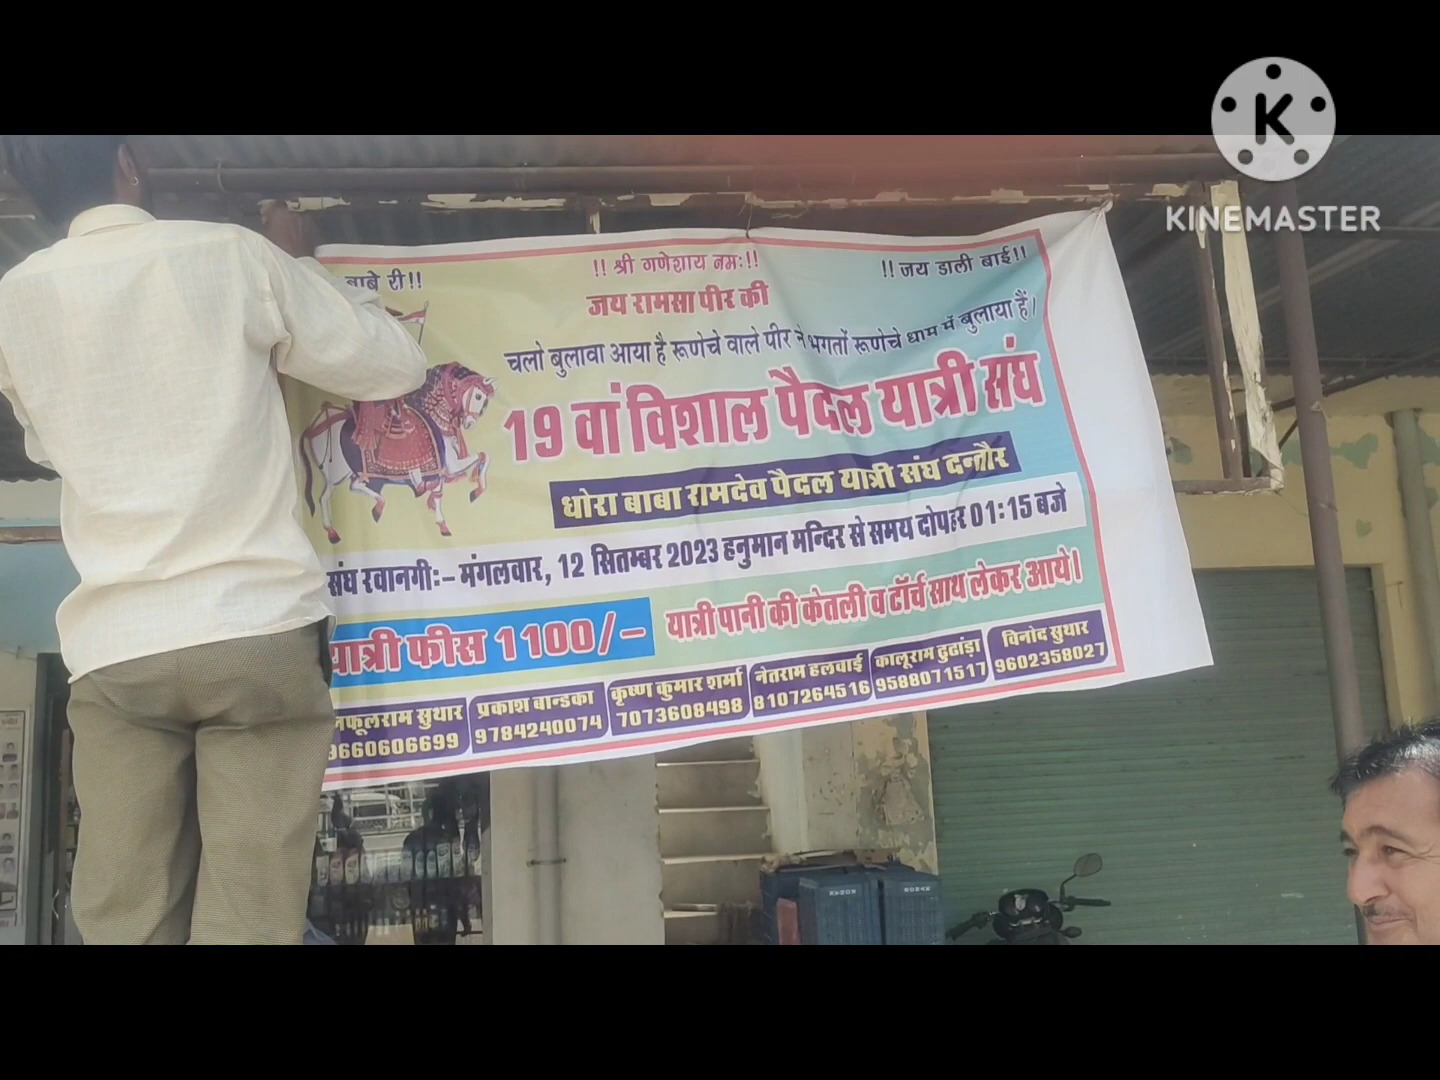 KINEMASTER
बाबे री!!
!! श्री गणेशाय नमः!!
!! जय डाली बाई!!
जय रामसा पीर की
चलो बुलावा आया है रूणेचे वाले पीर ने भगतों रूणेचे धाम में बुलाया हैं।
19 वां विशाल पैदल यात्री संघ
धोरा बाबा रामदेव पैदल यात्री संघ दन्तौर
संघ रवानगी:- मंगलवार, 12 सितम्बर 2023 हनुमान मन्दिर से समय दोपहर 01:15 बजे
यात्री फीस 1100/-
यात्री पानी की केतली व टॉर्च साथ लेकर आये।
सुथार
9660606699
प्रकाश बान्डका
9784240074
कृष्ण कुमार शर्मा
7073608498
नेतराम हलवाई
8107264516
कालूराम ढुढांड़ा
9588071517
विनोद सुथार
9602358027